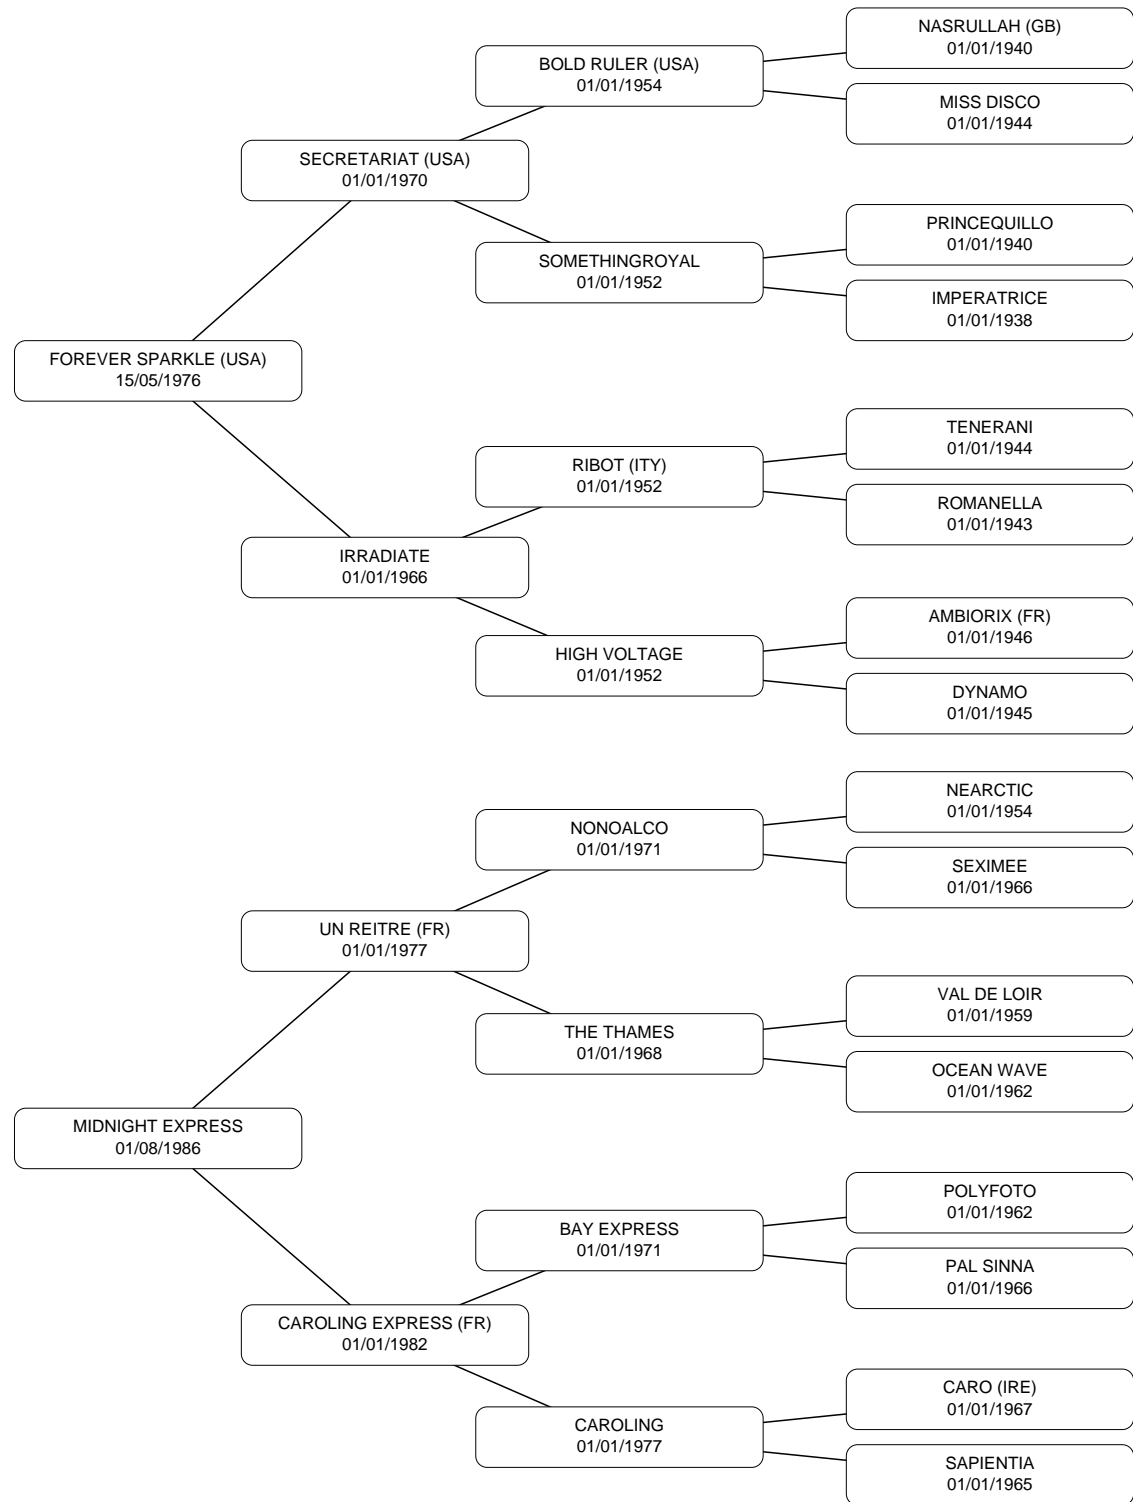 NASRULLAH (GB)
01/01/1940
BOLD RULER (USA)
01/01/1954
MISS DISCO
01/01/1944
SECRETARIAT (USA)
01/01/1970
PRINCEQUILLO
01/01/1940
SOMETHINGROYAL
01/01/1952
IMPERATRICE
01/01/1938
FOREVER SPARKLE (USA)
15/05/1976
TENERANI
01/01/1944
RIBOT (ITY)
01/01/1952
ROMANELLA
01/01/1943
IRRADIATE
01/01/1966
AMBIORIX (FR)
01/01/1946
HIGH VOLTAGE
01/01/1952
DYNAMO
01/01/1945
NEARCTIC
01/01/1954
NONOALCO
01/01/1971
SEXIMEE
01/01/1966
UN REITRE (FR)
01/01/1977
VAL DE LOIR
01/01/1959
THE THAMES
01/01/1968
OCEAN WAVE
01/01/1962
MIDNIGHT EXPRESS
01/08/1986
POLYFOTO
01/01/1962
BAY EXPRESS
01/01/1971
PAL SINNA
01/01/1966
CAROLING EXPRESS (FR)
01/01/1982
CARO (IRE)
01/01/1967
CAROLING
01/01/1977
SAPIENTIA
01/01/1965